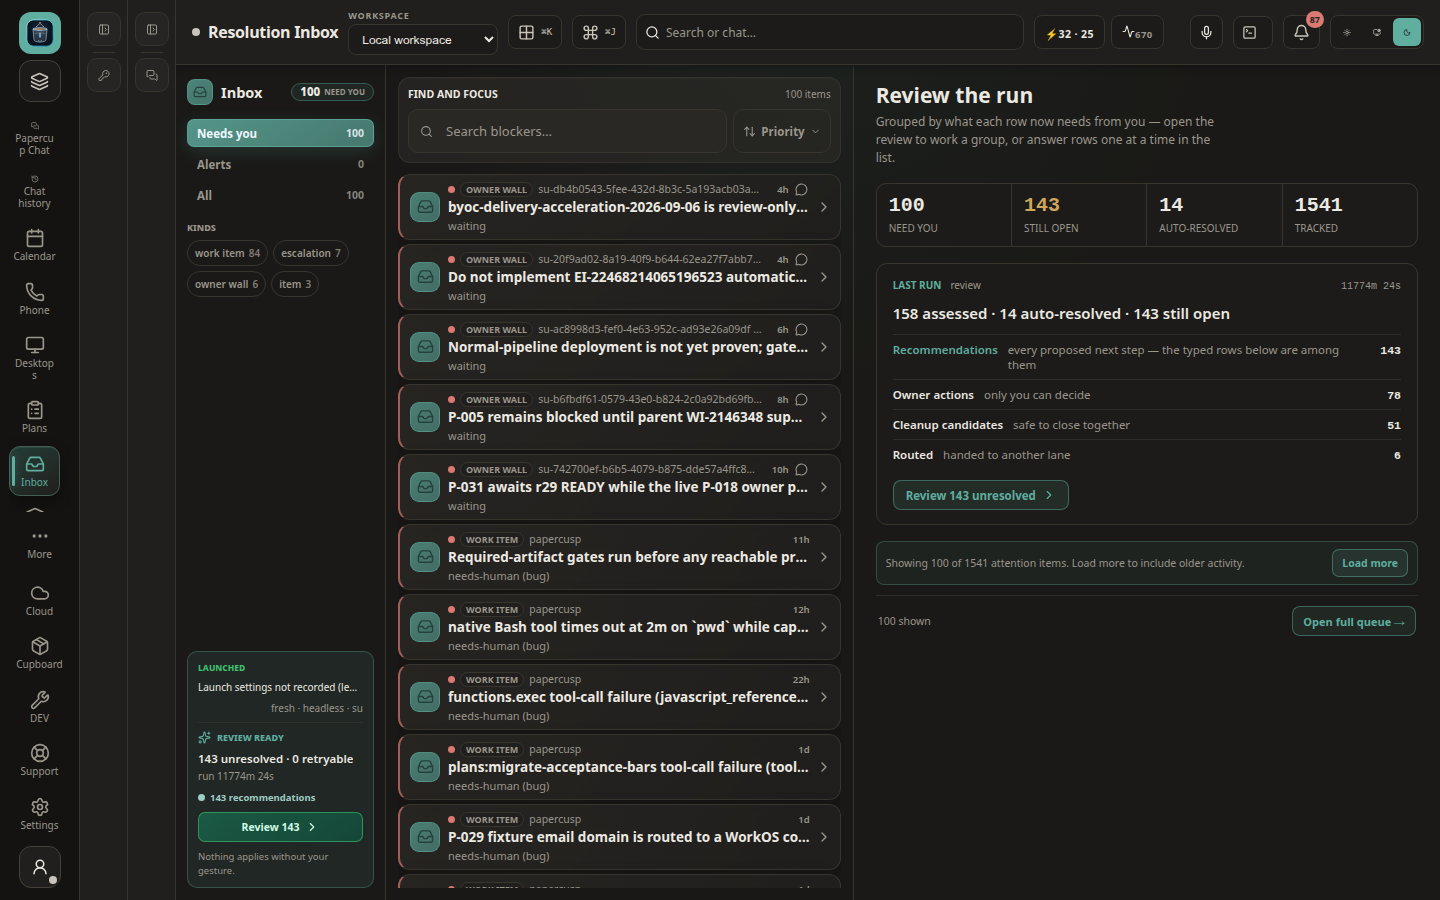 Papercu
p Chat
Chat
history
Calendar
Phone
Desktop
s
Plans
Inbox
More
Cloud
Cupboard
DEV
Support
Settings
Resolution Inbox
WORKSPACE
Local workspace
⌘K
⌘J
Search or chat...
⚡32 · 25
670
87
Inbox
100 NEED YOU
Needs you 100
Alerts 0
All 100
KINDS
work item 84
escalation 7
owner wall 6
item 3
LAUNCHED
Launch settings not recorded (le...
fresh · headless · su
REVIEW READY
143 unresolved · 0 retryable
run 11774m 24s
143 recommendations
Review 143
Nothing applies without your
gesture.
FIND AND FOCUS
100 items
Search blockers...
Priority
OWNER WALL su-db4b0543-5fee-432d-8b3c-5a193acb03a... 4h
byoc-delivery-acceleration-2026-09-06 is review-only...
waiting
OWNER WALL su-20f9ad02-8a19-40f9-b644-62ea27f7abb7... 4h
Do not implement EI-22468214065196523 automatic...
waiting
OWNER WALL su-ac8998d3-fef0-4e63-952c-ad93e26a09df ... 6h
Normal-pipeline deployment is not yet proven; gate...
waiting
OWNER WALL su-b6fbdf61-0579-43e0-b824-2c0a92bd69fb... 8h
P-005 remains blocked until parent WI-2146348 sup...
waiting
OWNER WALL su-742700ef-b6b5-4079-b875-dde57a4ffc8... 10h
P-031 awaits r29 READY while the live P-018 owner p...
waiting
WORK ITEM papercusp 11h
Required-artifact gates run before any reachable pr...
needs-human (bug)
WORK ITEM papercusp 12h
native Bash tool times out at 2m on `pwd` while cap...
needs-human (bug)
WORK ITEM papercusp 22h
functions.exec tool-call failure (javascript_reference...
needs-human (bug)
WORK ITEM papercusp 1d
plans:migrate-acceptance-bars tool-call failure (tool...
needs-human (bug)
WORK ITEM papercusp 1d
P-029 fixture email domain is routed to a WorkOS co...
needs-human (bug)
Review the run
Grouped by what each row now needs from you — open the
review to work a group, or answer rows one at a time in the
list.
100
NEED YOU
143
STILL OPEN
14
AUTO-RESOLVED
1541
TRACKED
LAST RUN review 11774m 24s
158 assessed · 14 auto-resolved · 143 still open
Recommendations every proposed next step — the typed rows below are among 143
them
Owner actions only you can decide 78
Cleanup candidates safe to close together 51
Routed handed to another lane 6
Review 143 unresolved
Showing 100 of 1541 attention items. Load more to include older activity.
Load more
100 shown
Open full queue →